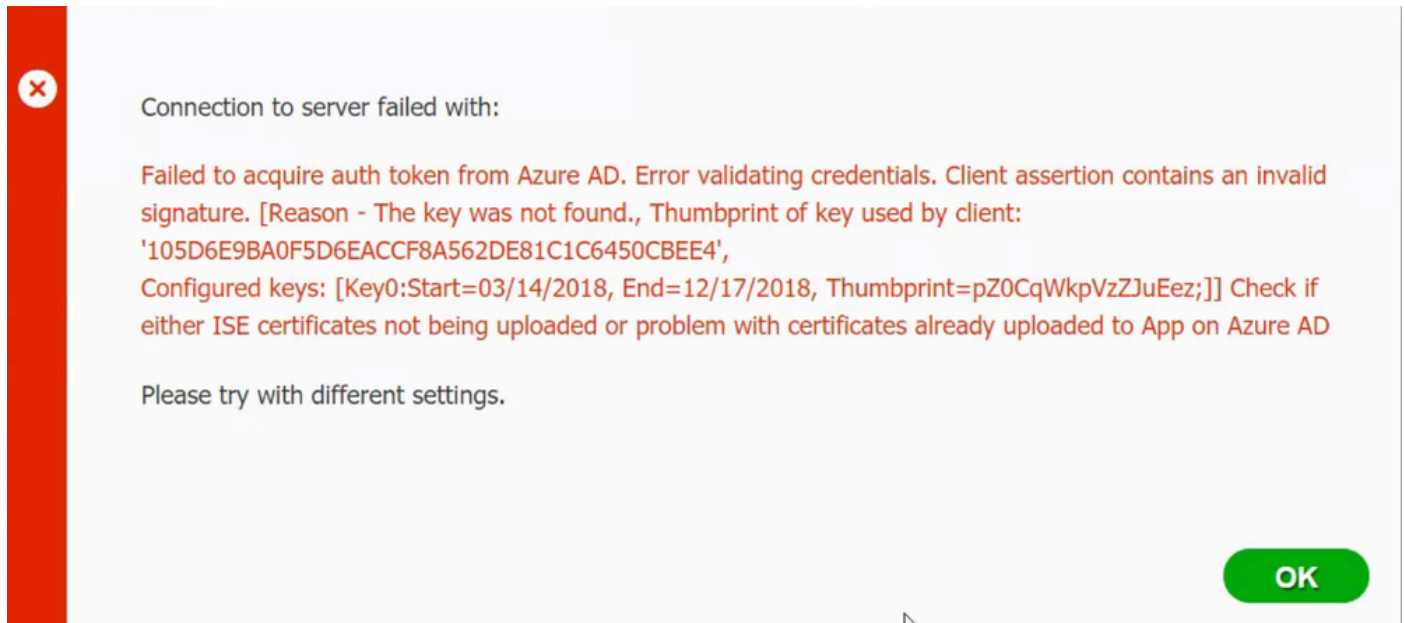 Connection to server failed with:
Failed to acquire auth token from Azure AD. Error validating credentials. Client assertion contains an invalid
signature. [Reason - The key was not found., Thumbprint of key used by client:
'105D6E9BA0F5D6EACCF8A562DE81C1C6450CBEE4',
Configured keys: [Key0:Start=03/14/2018, End=12/17/2018, Thumbprint=pZ0CqWkpVzZJuEez;]] Check if
either ISE certificates not being uploaded or problem with certificates already uploaded to App on Azure AD
Please try with different settings.
OK